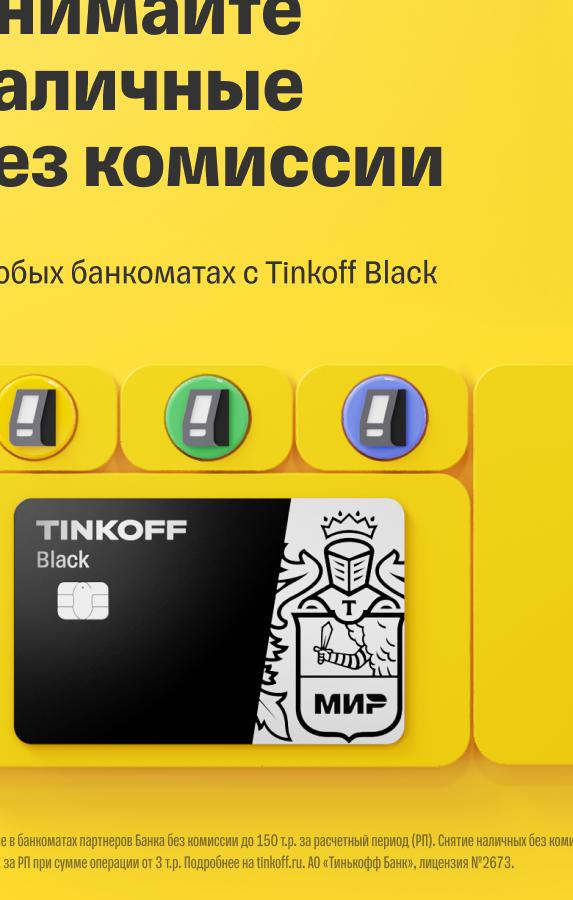 нимайте
аличные
ез комиссии
обых банкоматах с Tinkoff Black
TINKOFF
Black
T
МИР
е в банкоматах партнеров Банка без комиссии до 150 т.р. за расчетный период (РП). Снятие наличных без коми
. за РП при сумме операции от 3 т.р. Подробнее на tinkoff.ru. АО «Тинькофф Банк», лицензия №2673.